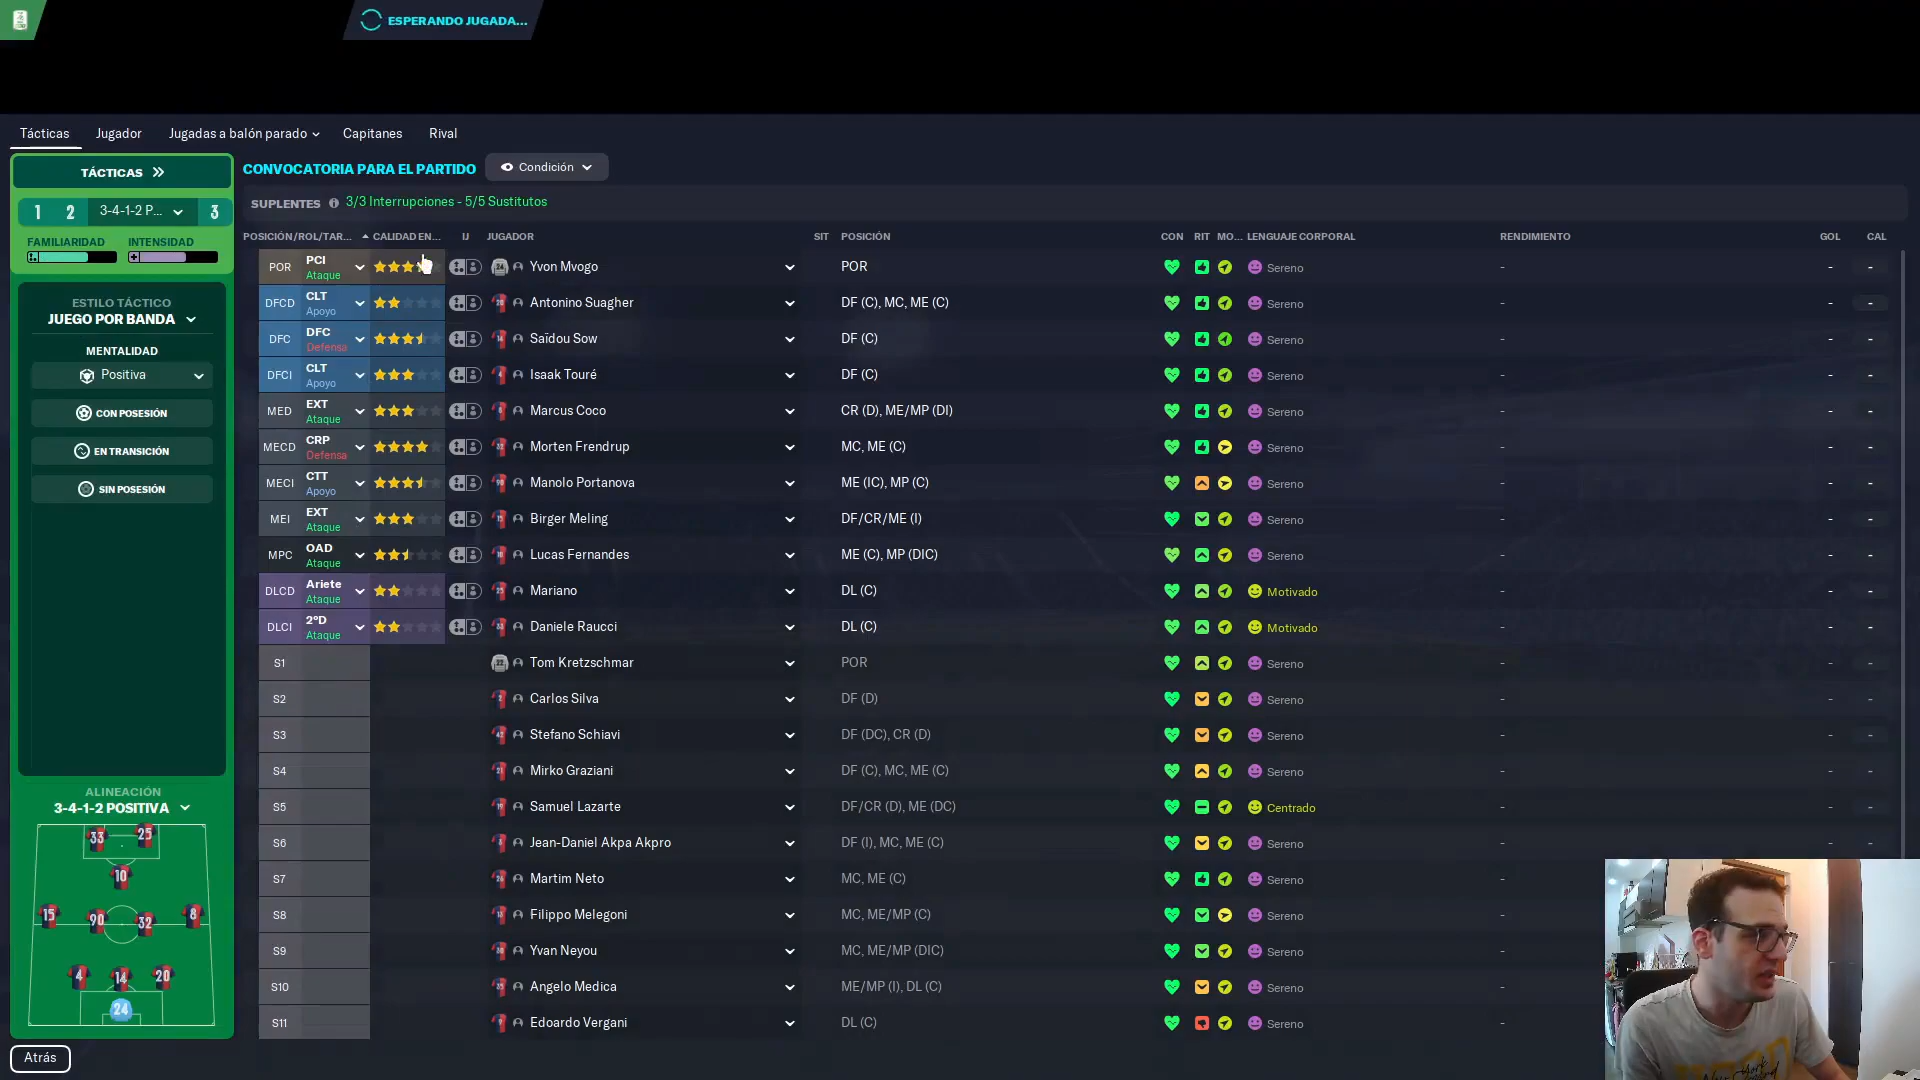 ESPERANDO JUGADA...
Tácticas Jugador Jugadas a balón parado Capitanes Rival
TÁCTICAS
1 2 3-4-1-2 P... 3
FAMILIARIDAD INTENSIDAD
ESTILO TÁCTICO
JUEGO POR BANDA
MENTALIDAD
Positiva
CON POSESIÓN
EN TRANSICIÓN
SIN POSESIÓN
ALINEACIÓN
3-4-1-2 POSITIVA
33 25
10
15 90 32 8
4 14 20
24
Atrás
CONVOCATORIA PARA EL PARTIDO Condición
SUPLENTES 3/3 Interrupciones - 5/5 Sustitutos
POSICIÓN/ROL/TAR... CALIDAD EN... IJ JUGADOR SIT POSICIÓN CON RIT MO... LENGUAJE CORPORAL RENDIMIENTO GOL CAL
POR PCI Ataque Yvon Mvogo POR Sereno - - -
DFCD CLT Apoyo Antonino Suagher DF (C), MC, ME (C) Sereno - - -
DFC DFC Defensa Saïdou Sow DF (C) Sereno - - -
DFCI CLT Apoyo Isaak Touré DF (C) Sereno - - -
MED EXT Ataque Marcus Coco CR (D), ME/MP (DI) Sereno - - -
MECD CRP Defensa Morten Frendrup MC, ME (C) Sereno - - -
MECI CTT Apoyo Manolo Portanova ME (IC), MP (C) Sereno - - -
MEI EXT Ataque Birger Meling DF/CR/ME (I) Sereno - - -
MPC OAD Ataque Lucas Fernandes ME (C), MP (DIC) Sereno - - -
DLCD Ariete Ataque Mariano DL (C) Motivado - - -
DLCI 2ºD Ataque Daniele Raucci DL (C) Motivado - - -
S1 Tom Kretzschmar POR Sereno - - -
S2 Carlos Silva DF (D) Sereno - - -
S3 Stefano Schiavi DF (DC), CR (D) Sereno - - -
S4 Mirko Graziani DF (C), MC, ME (C) Sereno - - -
S5 Samuel Lazarte DF/CR (D), ME (DC) Centrado - - -
S6 Jean-Daniel Akpa Akpro DF (I), MC, ME (C) Sereno - - -
S7 Martim Neto MC, ME (C) Sereno -
S8 Filippo Melegoni MC, ME/MP (C) Sereno -
S9 Yvan Neyou MC, ME/MP (DIC) Sereno -
S10 Angelo Medica ME/MP (I), DL (C) Sereno -
S11 Edoardo Vergani DL (C) Sereno -